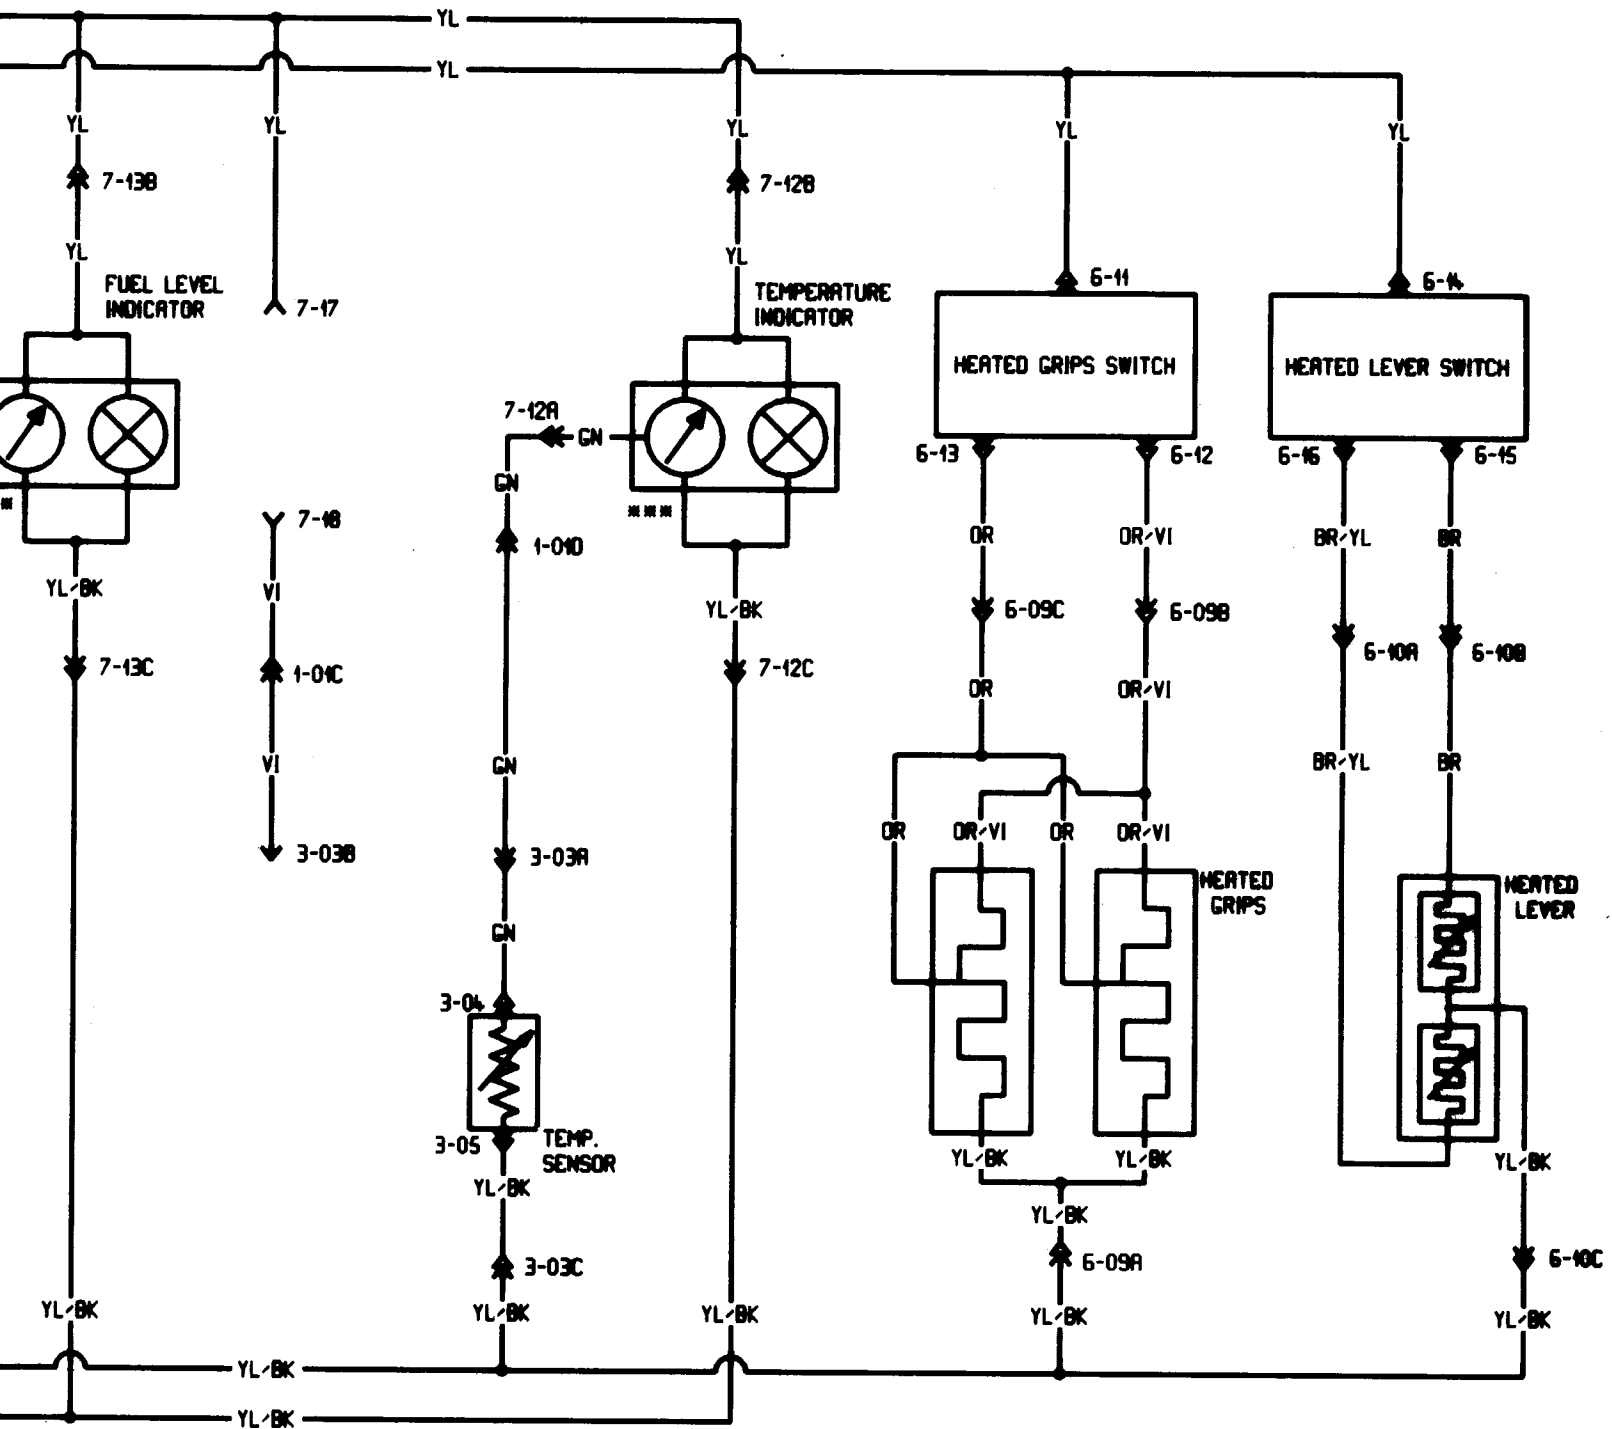 YL
YL
YL
YL
YL
YL
YL
7-13B
7-12B
YL
YL
6-11
6-14
FUEL LEVEL
INDICATOR
7-17
TEMPERATURE
INDICATOR
HEATED GRIPS SWITCH
HEATED LEVER SWITCH
7-12A
GN
6-13
6-12
6-16
6-15
GN
*
***
7-18
OR
OR/VI
BR/YL
BR
1-01D
YL/BK
VI
YL/BK
6-09C
6-09B
6-10A
6-10B
7-13C
1-01C
7-12C
OR
OR/VI
VI
GN
BR/YL
BR
OR
OR/VI
OR
OR/VI
3-03B
3-03A
HEATED
GRIPS
HEATED
LEVER
GN
3-04
3-05
TEMP.
SENSOR
YL/BK
YL/BK
YL/BK
YL/BK
YL/BK
3-03C
6-09A
6-10C
YL/BK
YL/BK
YL/BK
YL/BK
YL/BK
YL/BK
YL/BK